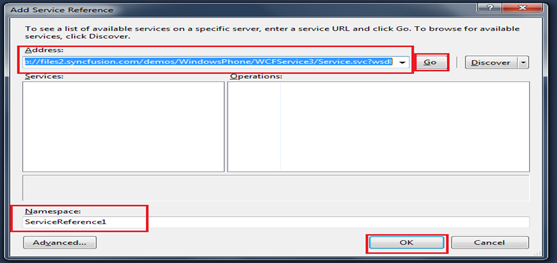 Add Service Reference
To see a list of available services on a specific server, enter a service URL and click Go. To browse for available
services, click Discover.
Address:
s://files2.syncfusion.com/demos/WindowsPhone/WCFService3/Service.svc?wsdl
Go
Discover
Services:
Operations:
Namespace:
ServiceReference1
Advanced...
OK
Cancel